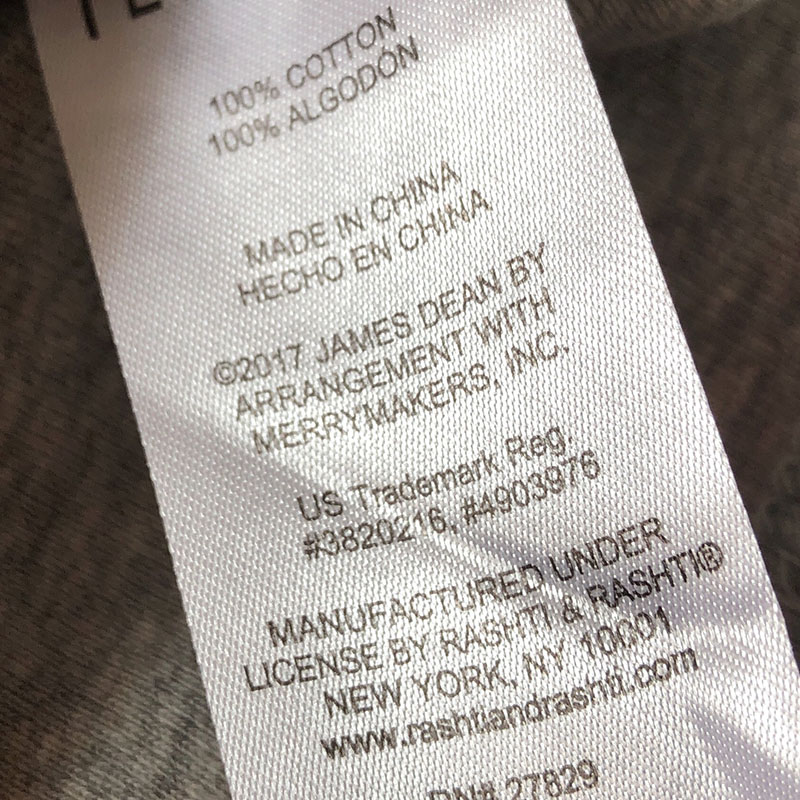 100% COTTON
100% ALGODÓN
MADE IN CHINA
HECHO EN CHINA
©2017 JAMES DEAN BY
ARRANGEMENT WITH
MERRYMAKERS, INC.
US Trademark Reg.
#3820216, #4903976
MANUFACTURED UNDER
LICENSE BY RASHTI & RASHTI®
NEW YORK, NY 10001
www.rashtiandrashti.com
27829